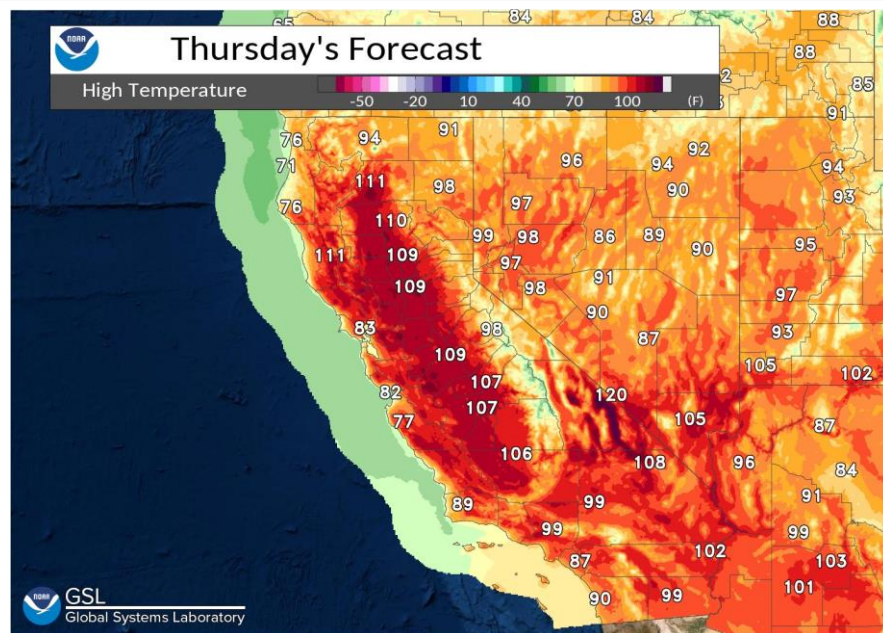 84 84 88
NOAA
Thursday's Forecast
88
High Temperature
-50 -20 10 40 70 100 (F)
85
91
76 94 91
92
71 96 94 94
111 98 90 93
76 110 97
99 98 86 89 95
111 109 97 90
109 98 91 97
90
83 98 87 93
109 105 102
107
82 107 120
77 105 87
106 108 96 84
91
89 99 99
99
87 102 103
101
90 99
NOAA
GSL
Global Systems Laboratory